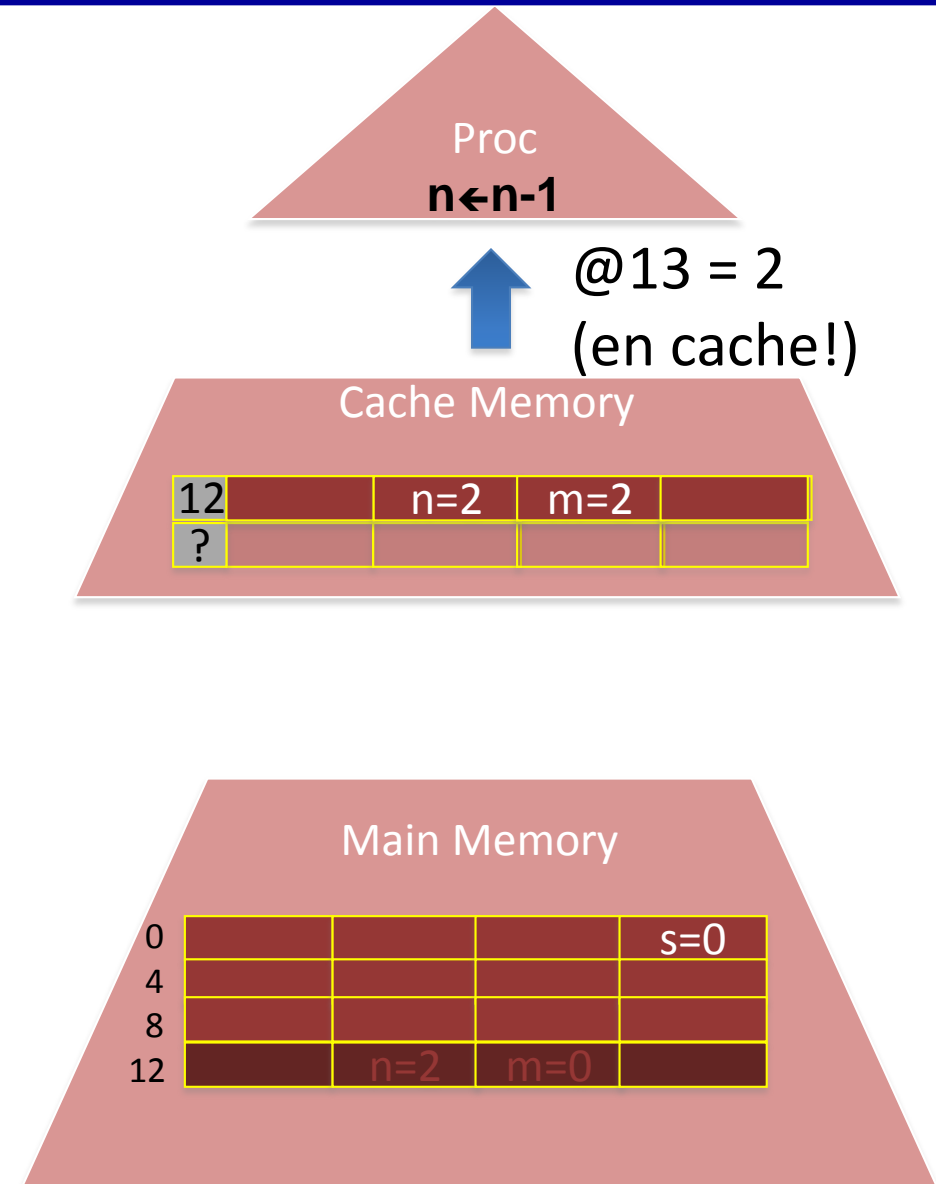 Proc
n←n-1
@13 = 2
(en cache!)
Cache Memory
12 n=2 m=2
?
Main Memory
0 s=0
4
8
12 n=2 m=0